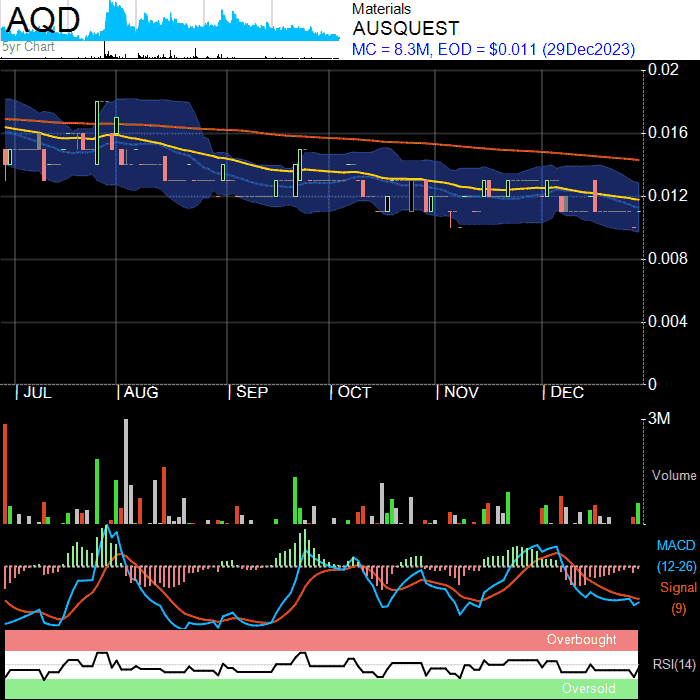 AQD
5yr Chart
Materials
AUSQUEST
MC = 8.3M, EOD = $0.011 (29Dec2023)
0.02
0.016
0.012
0.008
0.004
0
JUL AUG SEP OCT NOV DEC
3M
Volume
MACD
(12-26)
Signal
(9)
Overbought
RSI(14)
Oversold